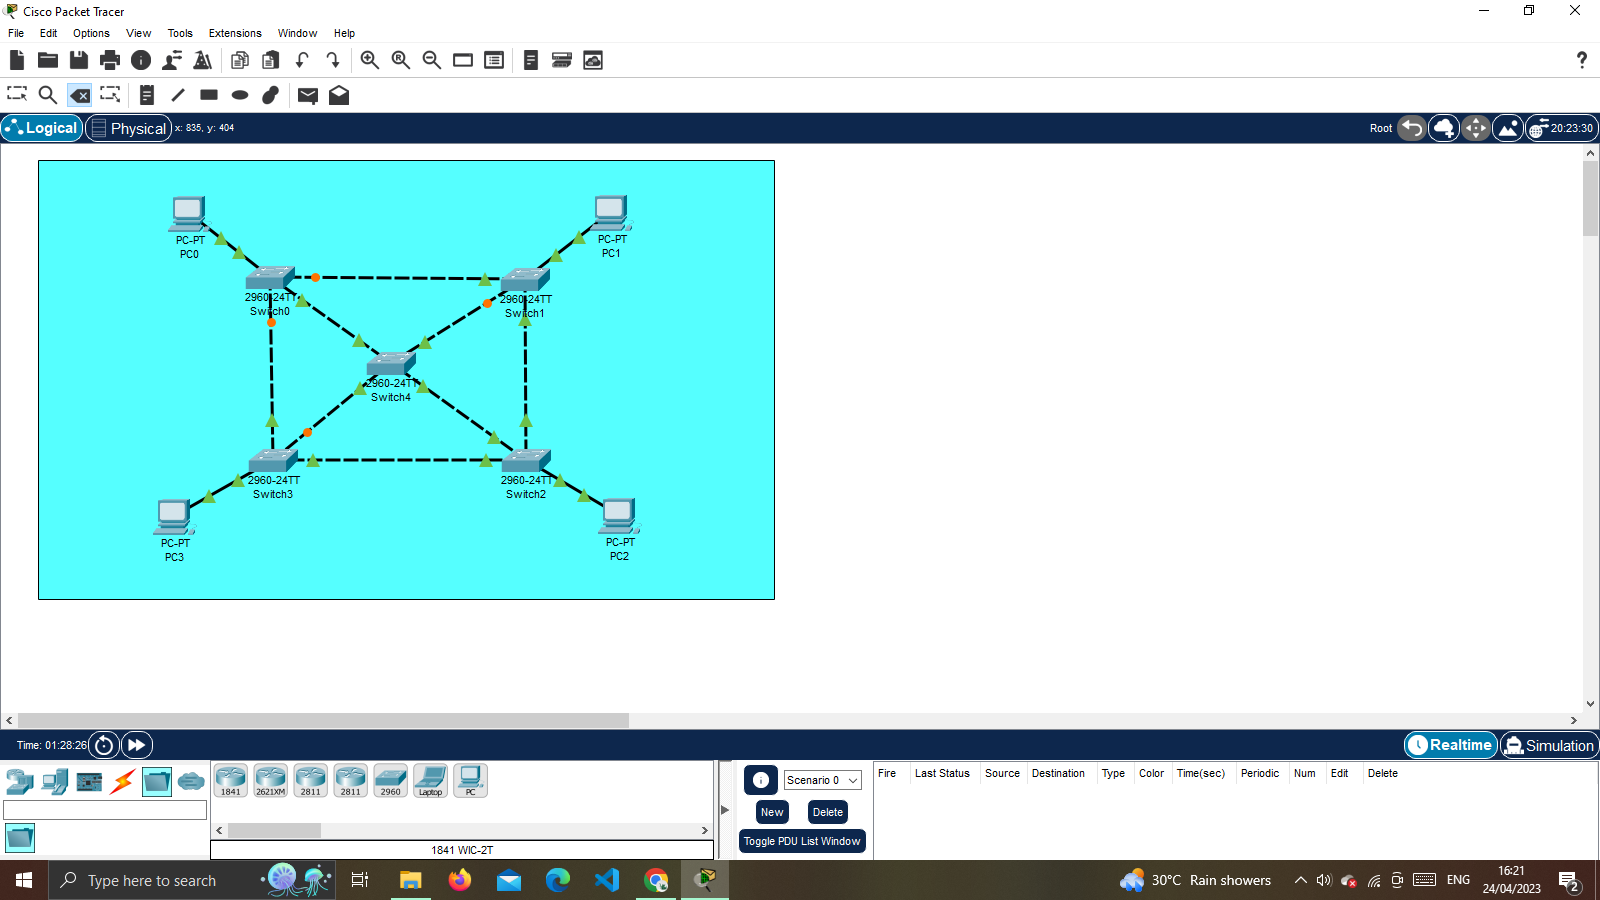 Cisco Packet Tracer
File Edit Options View Tools Extensions Window Help
Logical Physical x: 835, y: 404 Root 20:23:30
PC-PT
PC0
PC-PT
PC1
2960-24TT
Switch0
2960-24TT
Switch1
2960-24TT
Switch4
2960-24TT
Switch3
2960-24TT
Switch2
PC-PT
PC3
PC-PT
PC2
Time: 01:28:26 Realtime Simulation
1841 2621XM 2811 2811 2960 Laptop PC
1841 WIC-2T
Scenario 0
New Delete
Toggle PDU List Window
Fire Last Status Source Destination Type Color Time(sec) Periodic Num Edit Delete
Type here to search
30°C Rain showers
ENG
16:21
24/04/2023
2